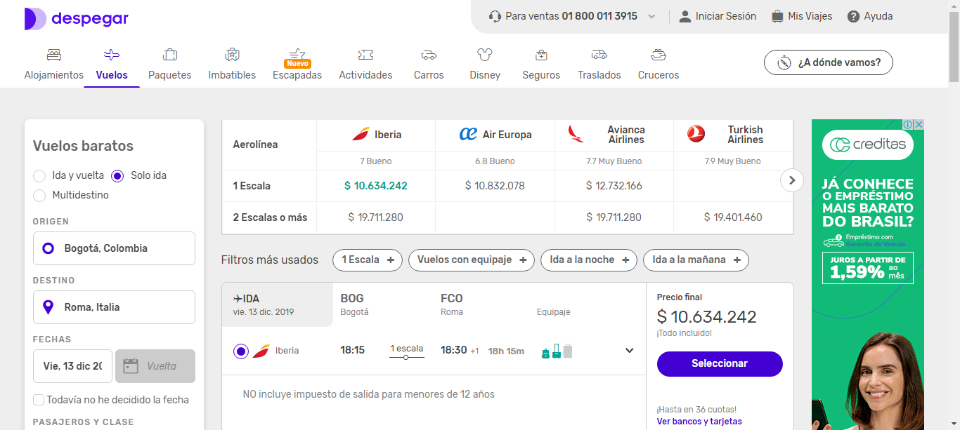 despegar
Para ventas 01 800 011 3915
Iniciar Sesión
Mis Viajes
Ayuda
Nuevo
Alojamientos Vuelos Paquetes Imbatibles Escapadas Actividades Carros Disney Seguros Traslados Cruceros
¿A dónde vamos?
Vuelos baratos
Ida y vuelta Solo ida
Multidestino
ORIGEN
Bogotá, Colombia
DESTINO
Roma, Italia
FECHAS
Vie, 13 dic 20 Vuelta
Todavía no he decidido la fecha
PASAJEROS Y CLASE
Aerolínea
Iberia
Air Europa
Avianca
Airlines
Turkish
Airlines
7 Bueno 6.8 Bueno 7.7 Muy Bueno 7.9 Muy Bueno
1 Escala $ 10.634.242 $ 10.832.078 $ 12.732.166
2 Escalas o más $ 19.711.280 $ 19.711.280 $ 19.401.460
Filtros más usados 1 Escala + Vuelos con equipaje + Ida a la noche + Ida a la mañana +
IDA BOG FCO
vie. 13 dic. 2019 Bogotá Roma Equipaje
Iberia 18:15 1 escala 18:30 +1 18h 15m
NO incluye impuesto de salida para menores de 12 años
Precio final
$ 10.634.242
¡Todo incluido!
Seleccionar
¡Hasta en 36 cuotas!
Ver bancos y tarjetas
creditas
JÁ CONHECE
O EMPRÉSTIMO
MAIS BARATO
DO BRASIL?
Empréstimo com
Garantia de Veículo
JUROS A PARTIR DE
1,59% ao
mês